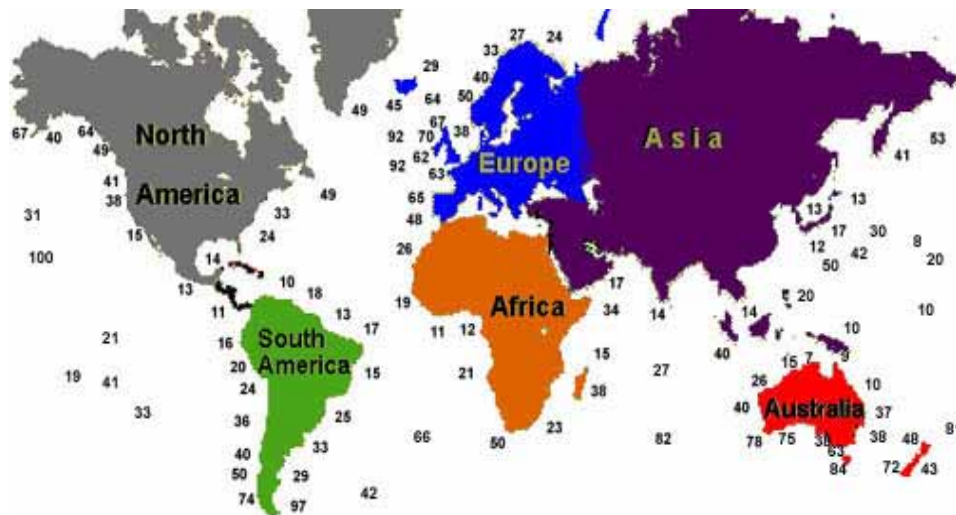 27 24
33
29
40
45 64
50
49
67
92 70 38
67 40 64 North Asia 63
49 62
92 Europe 41
63
41 America 49
38 65
13 13
31 33 48
15 17 30
24 26 12 8
100 14 42
50 20
10 17
13 18 19 Africa 34 14 14 20
11 13 11 12 10
21 16 South 17 10
America 15 40 9
15 7
20 15 21 27
19 41 24 38 26 10
33 36 25 40 Australia 37
66 50 23 82 78 75 38 38 48 8
33 63
40
50 29 84 72 43
74 97 42